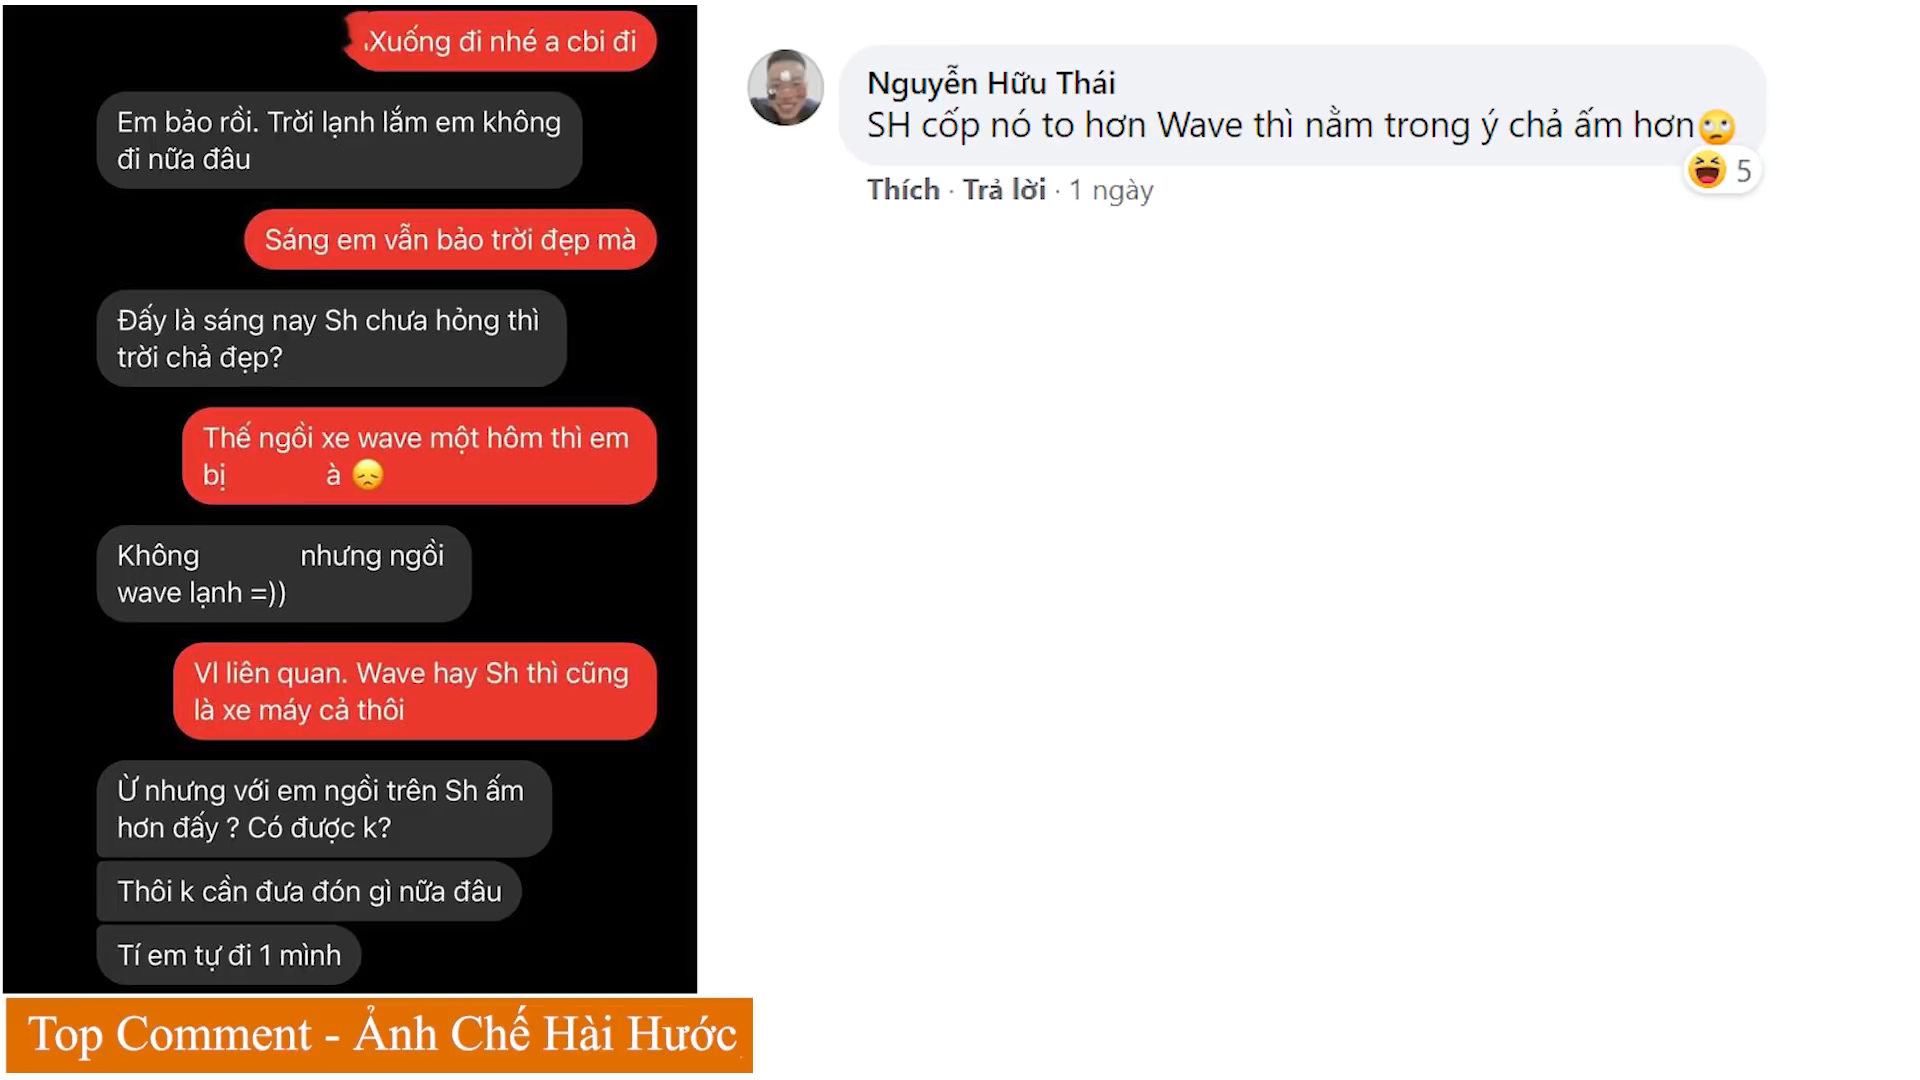 Xuống đi nhé a cbi đi
Em bảo rồi. Trời lạnh lắm em không
đi nữa đâu
Sáng em vẫn bảo trời đẹp mà
Đấy là sáng nay Sh chưa hỏng thì
trời chả đẹp?
Thế ngồi xe wave một hôm thì em
bị à 😞
Không nhưng ngồi
wave lạnh =))
Vl liên quan. Wave hay Sh thì cũng
là xe máy cả thôi
Ừ nhưng với em ngồi trên Sh ấm
hơn đấy ? Có được k?
Thôi k cần đưa đón gì nữa đâu
Tí em tự đi 1 mình
Top Comment - Ảnh Chế Hài Hước
Nguyễn Hữu Thái
SH cốp nó to hơn Wave thì nằm trong ý chả ấm hơn🙄
5
Thích · Trả lời · 1 ngày